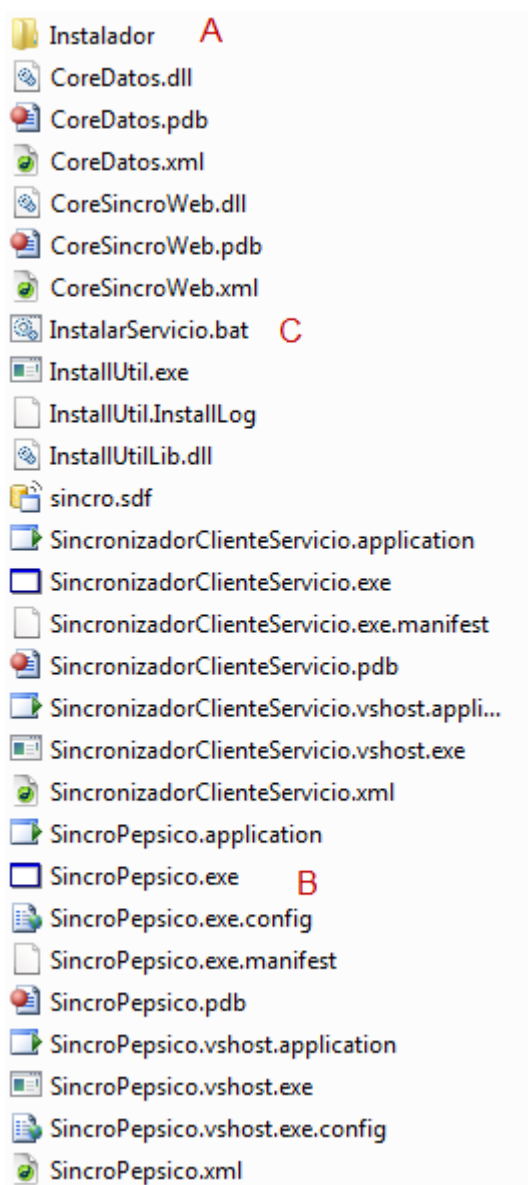 Instalador A
CoreDatos.dll
CoreDatos.pdb
CoreDatos.xml
CoreSincroWeb.dll
CoreSincroWeb.pdb
CoreSincroWeb.xml
InstalarServicio.bat C
InstallUtil.exe
InstallUtil.InstallLog
InstallUtilLib.dll
sincro.sdf
SincronizadorClienteServicio.application
SincronizadorClienteServicio.exe
SincronizadorClienteServicio.exe.manifest
SincronizadorClienteServicio.pdb
SincronizadorClienteServicio.vshost.appli...
SincronizadorClienteServicio.vshost.exe
SincronizadorClienteServicio.xml
SincroPepsico.application
SincroPepsico.exe B
SincroPepsico.exe.config
SincroPepsico.exe.manifest
SincroPepsico.pdb
SincroPepsico.vshost.application
SincroPepsico.vshost.exe
SincroPepsico.vshost.exe.config
SincroPepsico.xml